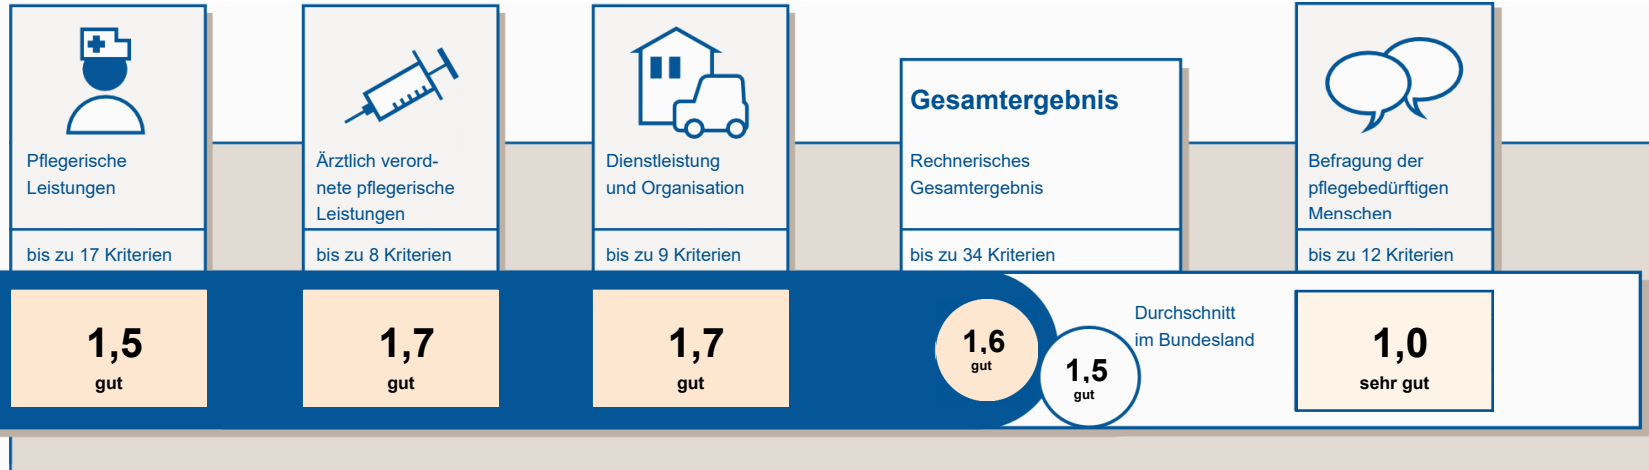 Pflegerische
Leistungen
bis zu 17 Kriterien
1,5
gut
Ärztlich verord-
nete pflegerische
Leistungen
bis zu 8 Kriterien
1,7
gut
Dienstleistung
und Organisation
bis zu 9 Kriterien
1,7
gut
Gesamtergebnis
Rechnerisches
Gesamtergebnis
bis zu 34 Kriterien
1,6
gut
1,5
gut
Durchschnitt
im Bundesland
Befragung der
pflegebedürftigen
Menschen
bis zu 12 Kriterien
1,0
sehr gut